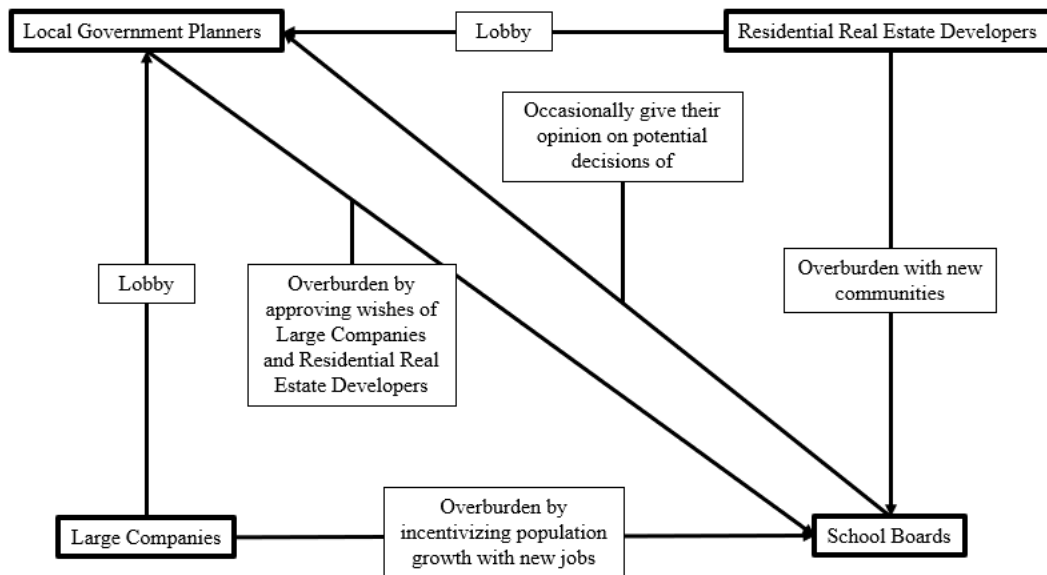 Local Government Planners
Lobby
Residential Real Estate Developers
Occasionally give their
opinion on potential
decisions of
Lobby
Overburden by
approving wishes of
Large Companies
and Residential Real
Estate Developers
Overburden with new
communities
Large Companies
Overburden by
incentivizing population
growth with new jobs
School Boards